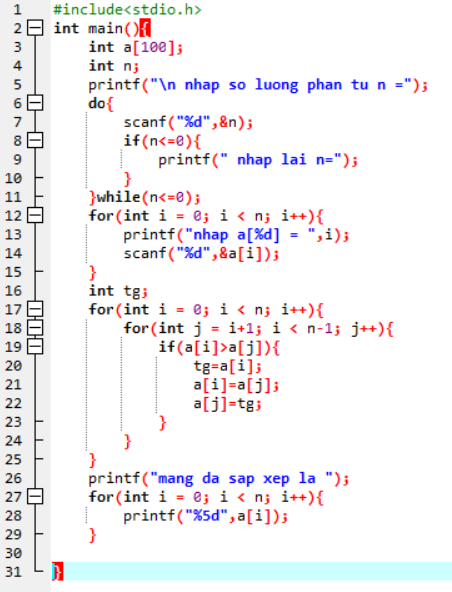 1 #include<stdio.h>
2 int main(){
3 int a[100];
4 int n;
5 printf("\n nhap so luong phan tu n =");
6 do{
7 scanf("%d",&n);
8 if(n<=0){
9 printf(" nhap lai n=");
10 }
11 }while(n<=0);
12 for(int i = 0; i < n; i++){
13 printf("nhap a[%d] = ",i);
14 scanf("%d",&a[i]);
15 }
16 int tg;
17 for(int i = 0; i < n; i++){
18 for(int j = i+1; i < n-1; j++){
19 if(a[i]>a[j]){
20 tg=a[i];
21 a[i]=a[j];
22 a[j]=tg;
23 }
24 }
25 }
26 printf("mang da sap xep la ");
27 for(int i = 0; i < n; i++){
28 printf("%5d",a[i]);
29 }
30
31 }